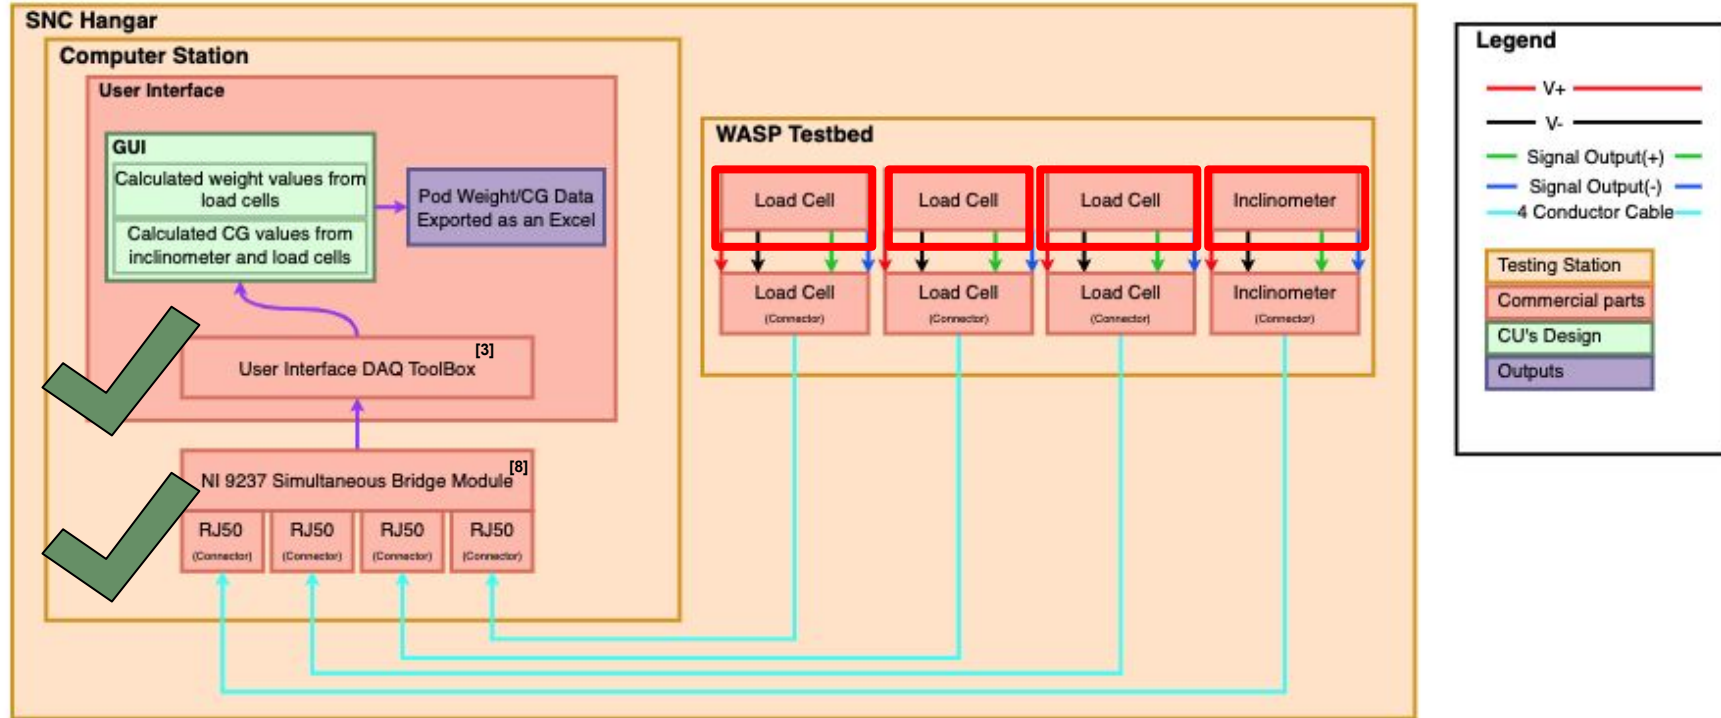 SNC Hangar
Computer Station
User Interface
GUI
Calculated weight values from
load cells
Calculated CG values from
inclinometer and load cells
Pod Weight/CG Data
Exported as an Excel
User Interface DAQ ToolBox
[3]
NI 9237 Simultaneous Bridge Module
[8]
RJ50
(Connector)
RJ50
(Connector)
RJ50
(Connector)
RJ50
(Connector)
WASP Testbed
Load Cell
Load Cell
Load Cell
Inclinometer
Load Cell
(Connector)
Load Cell
(Connector)
Load Cell
(Connector)
Inclinometer
(Connector)
Legend
V+
V-
Signal Output(+)
Signal Output(-)
4 Conductor Cable
Testing Station
Commercial parts
CU's Design
Outputs